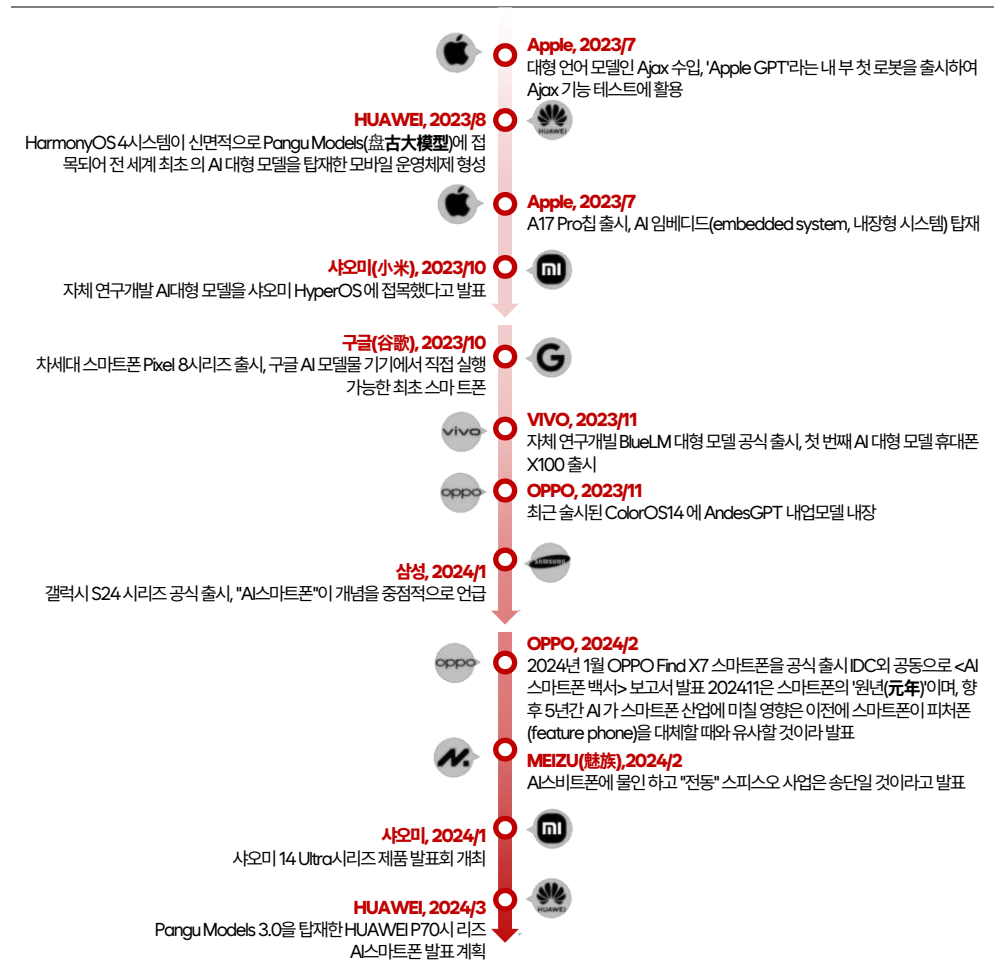 Apple, 2023/7
대형 언어 모델인 Ajax 수입, 'Apple GPT'라는 내 부 첫 로봇을 출시하여
Ajax 기능 테스트에 활용
HUAWEI, 2023/8
HUAWEI
HarmonyOS 4시스템이 신면적으로 Pangu Models(盘古大模型)에 접
목되어 전 세계 최초 의 AI 대형 모델을 탑재한 모바일 운영체제 형성
Apple, 2023/7
A17 Pro칩 출시, AI 임베디드(embedded system, 내장형 시스템) 탑재
샤오미(小米), 2023/10
mi
자체 연구개발 AI대형 모델을 샤오미 HyperOS 에 접목했다고 발표
구글(谷歌), 2023/10
G
차세대 스마트폰 Pixel 8시리즈 출시, 구글 AI 모델물 기기에서 직접 실행
가능한 최초 스마 트폰
vivo
VIVO, 2023/11
자체 연구개빌 BlueLM 대형 모델 공식 출시, 첫 번째 AI 대형 모델 휴대폰
X100 출시
oppo
OPPO, 2023/11
최근 술시된 ColorOS14 에 AndesGPT 내업모델 내장
SAMSUNG
삼성, 2024/1
갤럭시 S24 시리즈 공식 출시, "AI스마트폰"이 개념을 중점적으로 언급
oppo
OPPO, 2024/2
2024년 1월 OPPO Find X7 스마트폰을 공식 출시 IDC외 공동으로 <AI
스마트폰 백서> 보고서 발표 202411은 스마트폰의 '원년(元年)'이며, 향
후 5년간 AI 가 스마트폰 산업에 미칠 영향은 이전에 스마트폰이 피처폰
(feature phone)을 대체할 때와 유사할 것이라 발표
MEIZU(魅族),2024/2
AI스비트폰에 물인 하고 "전동" 스피스오 사업은 송단일 것이라고 발표
mi
샤오미, 2024/1
샤오미 14 Ultra시리즈 제품 발표회 개최
HUAWEI
HUAWEI, 2024/3
Pangu Models 3.0을 탑재한 HUAWEI P70시 리즈
AI스마트폰 발표 계획